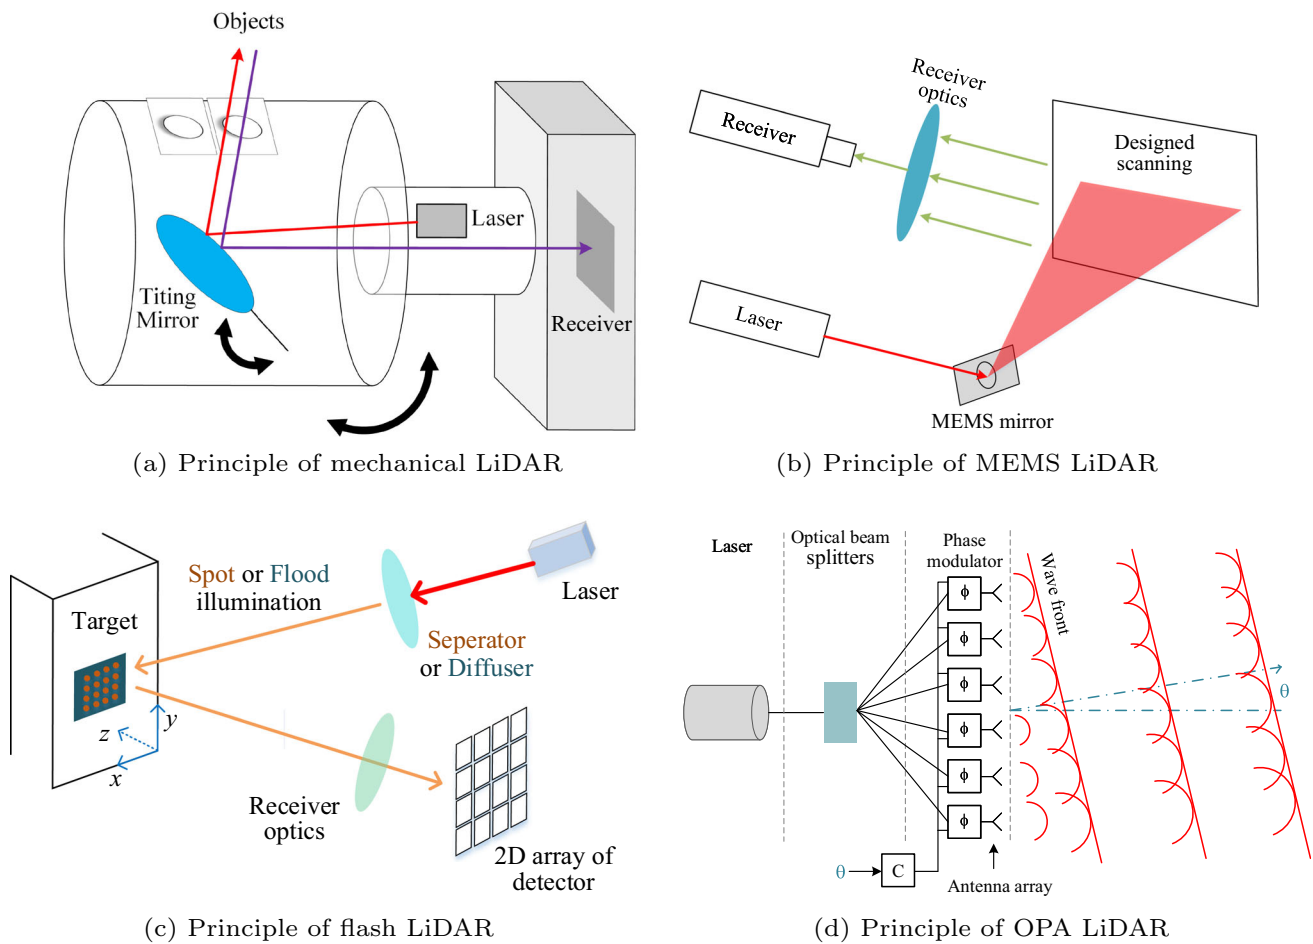 Objects
Laser
Titing
Mirror
Receiver
(a) Principle of mechanical LiDAR
Receiver
optics
Receiver
Designed
scanning
Laser
MEMS mirror
(b) Principle of MEMS LiDAR
Spot or Flood
illumination
Laser
Target
Seperator
or Diffuser
y
z
x
Receiver
optics
2D array of
detector
(c) Principle of flash LiDAR
Laser
Optical beam
splitters
Phase
modulator
Wave front
ϕ
ϕ
ϕ
ϕ
ϕ
ϕ
θ
θ
C
Antenna array
(d) Principle of OPA LiDAR